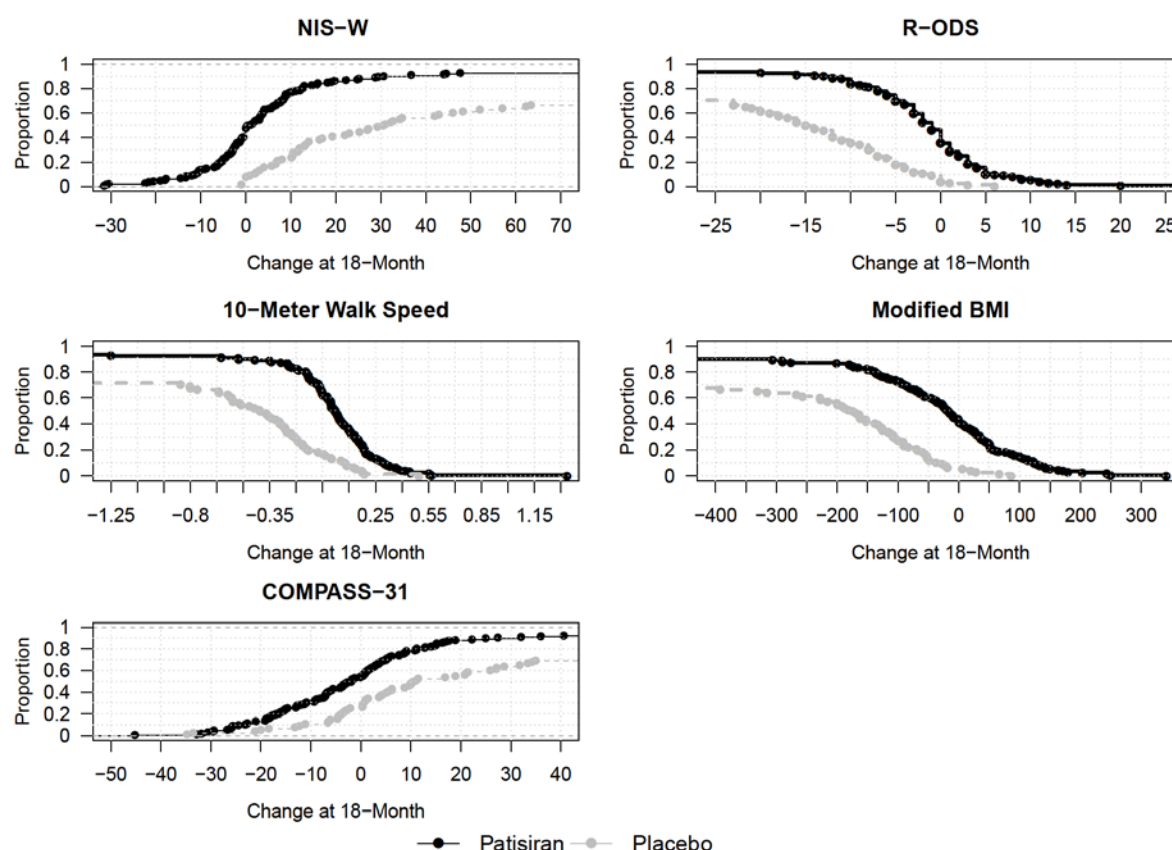 NIS−W
Proportion
1
0.8
0.6
0.4
0.2
0
−30 −10 0 10 20 30 40 50 60 70
Change at 18−Month
R−ODS
Proportion
1
0.8
0.6
0.4
0.2
0
−25 −15 −5 0 5 10 15 20 25
Change at 18−Month
10−Meter Walk Speed
Proportion
1
0.8
0.6
0.4
0.2
0
−1.25 −0.8 −0.35 0.25 0.55 0.85 1.15
Change at 18−Month
Modified BMI
Proportion
1
0.8
0.6
0.4
0.2
0
−400 −300 −200 −100 0 100 200 300
Change at 18−Month
COMPASS−31
Proportion
1
0.8
0.6
0.4
0.2
0
−50 −40 −30 −20 −10 0 10 20 30 40
Change at 18−Month
Patisiran Placebo